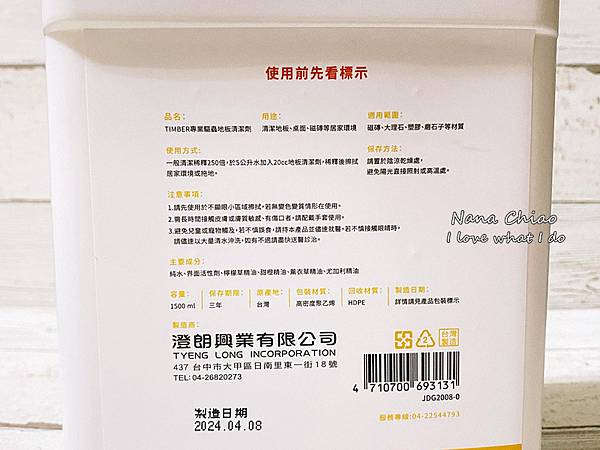 使用前先看標示
品名：
TIMBER專業驅蟲地板清潔劑
用途：
清潔地板、桌面、磁磚等居家環境
適用範圍：
磁磚、大理石、塑膠、磨石子等材質
使用方式：
一般清潔稀釋250倍，於5公升水加入20cc地板清潔劑，稀釋後擦拭
居家環境或拖地。
保存方法：
請置於陰涼乾燥處，
避免陽光直接照射或高溫處。
注意事項：
1.請先使用於不顯眼小區域擦拭，若無變色變質情形在使用。
2.需長時間接觸皮膚或膚質敏感、有傷口者，請配戴手套使用。
3.避免兒童或寵物觸及，若不慎誤食，請持本產品並儘速就醫，若不慎接觸眼睛時，
請儘速以大量清水沖洗，如有不適請盡快送醫診治。
Nana Chiao
I love what I do
主要成分：
純水、界面活性劑、檸檬草精油、甜橙精油、薰衣草精油、尤加利精油
容量：
1500 ml
保存期限：
三年
原產地：
台灣
包裝材質：
高密度聚乙烯
回收材質：
HDPE
製造日期：
詳情請見產品包裝標示
製造商：
澄朗興業有限公司
TYENG LONG INCORPORATION
437 台中市大甲區日南里東一街18號
TEL:04-26820273
2
台灣
製造
4 710700 693131
JDG2008-0
製造日期
2024.04.08
服務專線:04-22544793